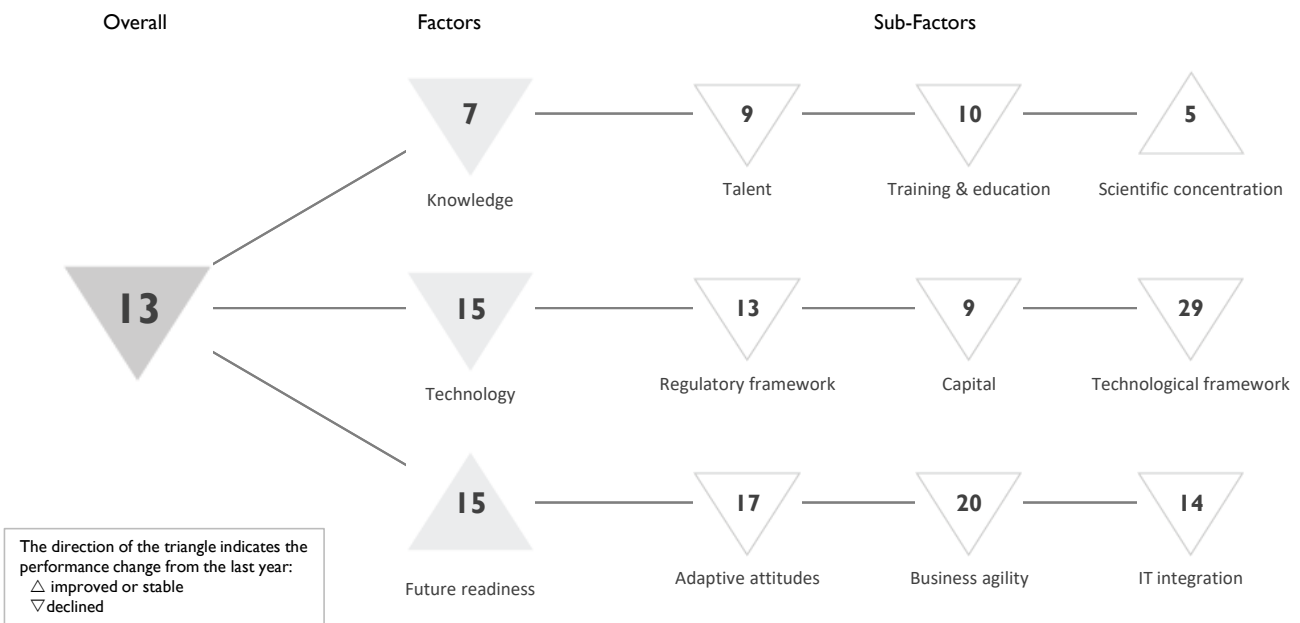 Overall Factors Sub-Factors
7 9 10 5
Knowledge Talent Training & education Scientific concentration
13 15 13 9 29
Technology Regulatory framework Capital Technological framework
15 17 20 14
Future readiness Adaptive attitudes Business agility IT integration
The direction of the triangle indicates the
performance change from the last year:
△ improved or stable
▽ declined